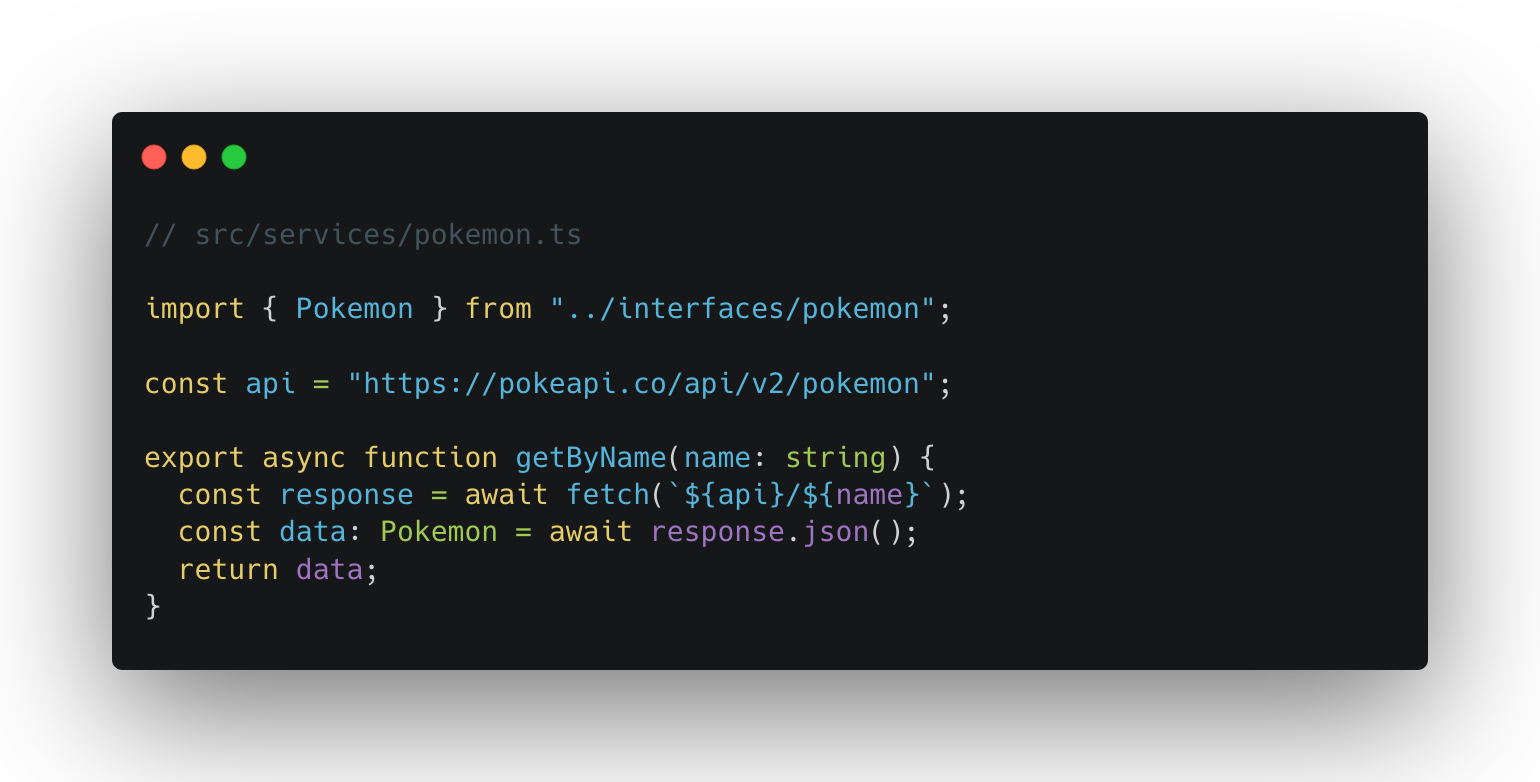 // src/services/pokemon.ts
import { Pokemon } from "../interfaces/pokemon";
const api = "https://pokeapi.co/api/v2/pokemon";
export async function getByName(name: string) {
  const response = await fetch(`${api}/${name}`);
  const data: Pokemon = await response.json();
  return data;
}